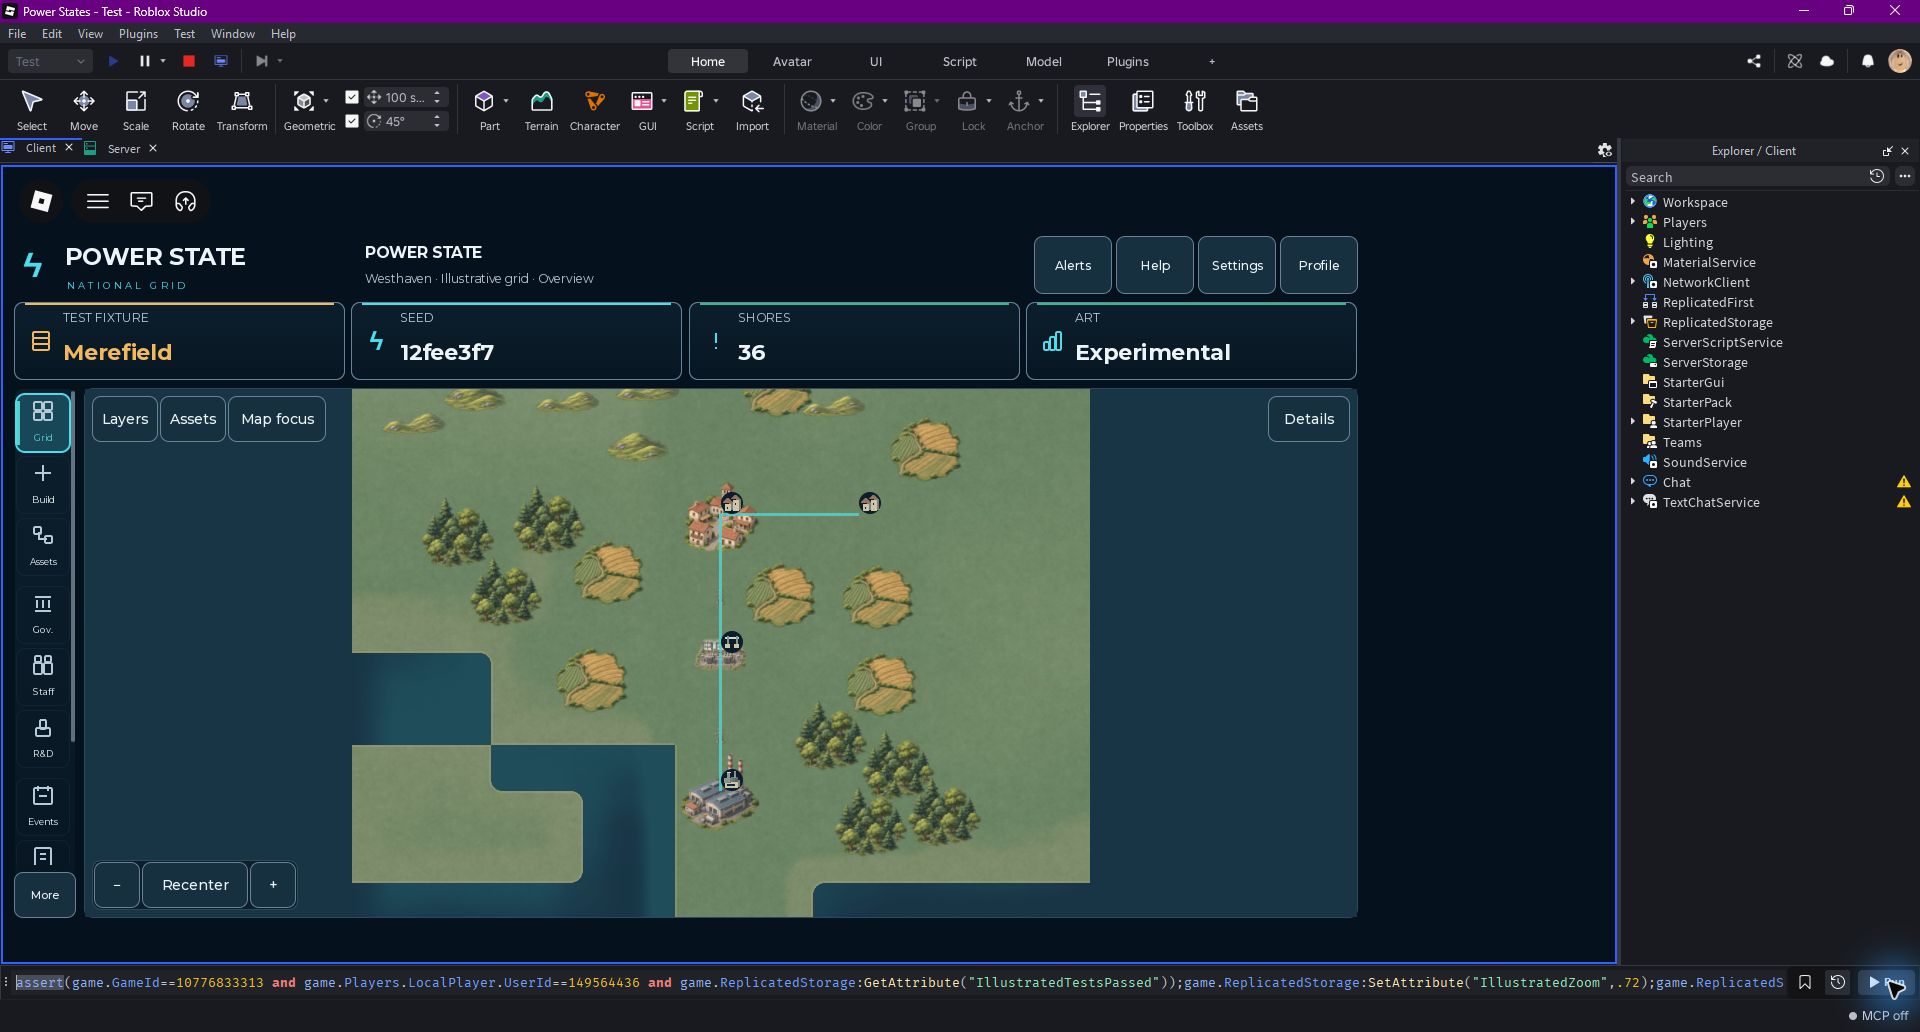 Power States - Test - Roblox Studio
File Edit View Plugins Test Window Help
Test
Home Avatar UI Script Model Plugins +
Select Move Scale Rotate Transform Geometric
100 s...
45°
Part Terrain Character GUI Script Import Material Color Group Lock Anchor Explorer Properties Toolbox Assets
Client Server
Explorer / Client
Search
Workspace
Players
Lighting
MaterialService
NetworkClient
ReplicatedFirst
ReplicatedStorage
ServerScriptService
ServerStorage
StarterGui
StarterPack
StarterPlayer
Teams
SoundService
Chat
TextChatService
POWER STATE
NATIONAL GRID
POWER STATE
Westhaven · Illustrative grid · Overview
Alerts Help Settings Profile
TEST FIXTURE
Merefield
SEED
12fee3f7
SHORES
36
ART
Experimental
Grid
Build
Assets
Gov.
Staff
R&D
Events
More
Layers Assets Map focus
Details
− Recenter +
assert(game.GameId==10776833313 and game.Players.LocalPlayer.UserId==149564436 and game.ReplicatedStorage:GetAttribute("IllustratedTestsPassed"));game.ReplicatedStorage:SetAttribute("IllustratedZoom",.72);game.ReplicatedS
MCP off